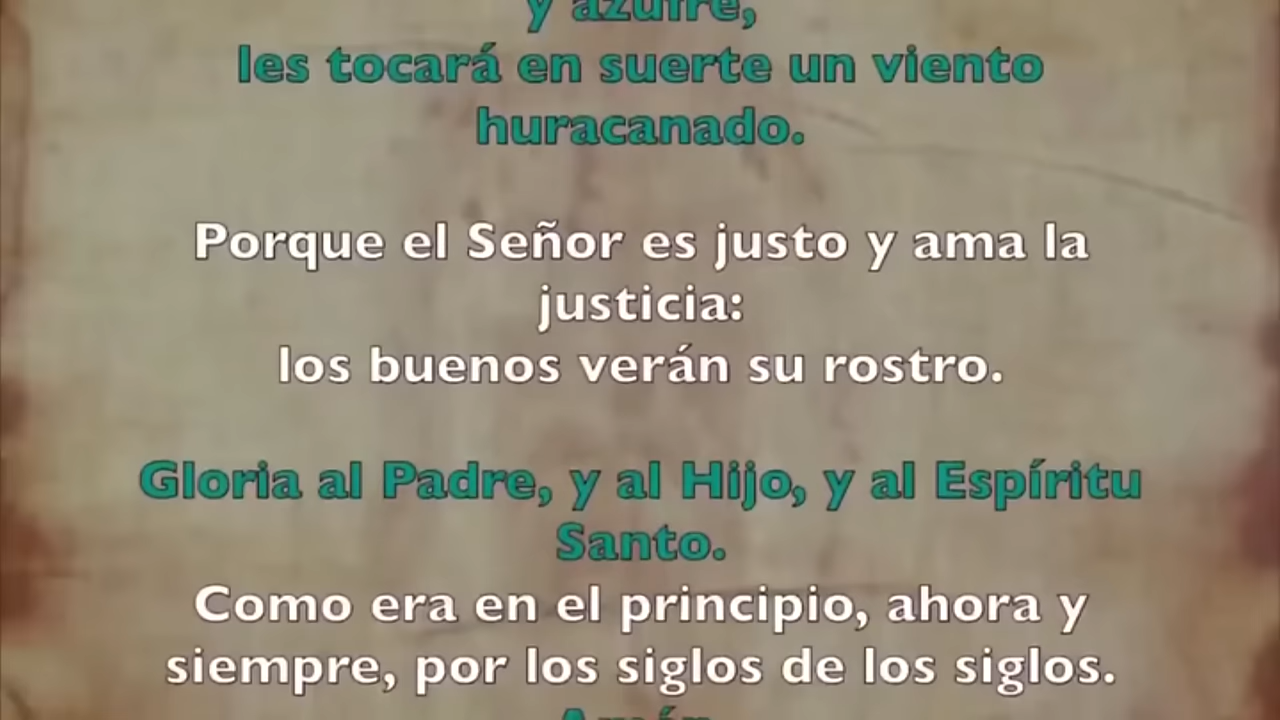 y azufre,
les tocará en suerte un viento
huracanado.
Porque el Señor es justo y ama la
justicia:
los buenos verán su rostro.
Gloria al Padre, y al Hijo, y al Espíritu
Santo.
Como era en el principio, ahora y
siempre, por los siglos de los siglos.